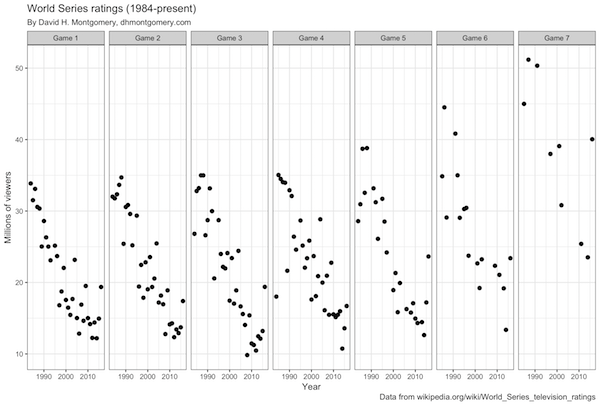 World Series ratings (1984-present)
By David H. Montgomery, dhmontgomery.com
Game 1 Game 2 Game 3 Game 4 Game 5 Game 6 Game 7
50
40
30
20
10
Millions of viewers
1990 2000 2010 1990 2000 2010 1990 2000 2010 1990 2000 2010 1990 2000 2010 1990 2000 2010 1990 2000 2010
Year
Data from wikipedia.org/wiki/World_Series_television_ratings